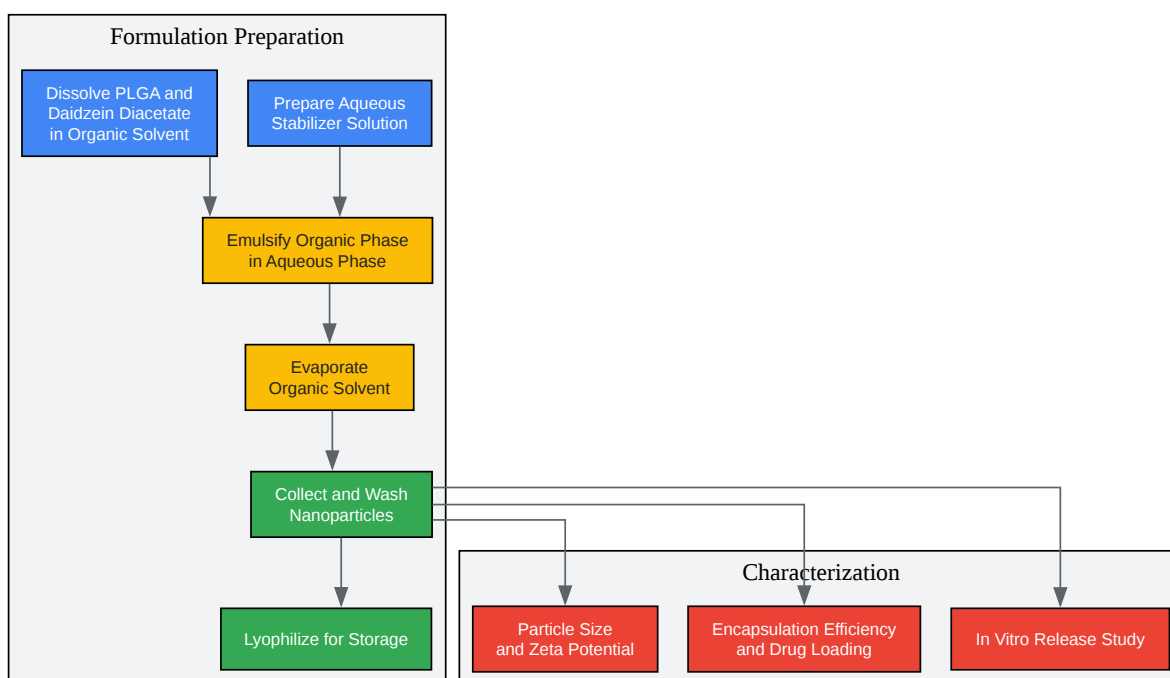 Formulation Preparation
Dissolve PLGA and
Daidzein Diacetate
in Organic Solvent
Prepare Aqueous
Stabilizer Solution
Emulsify Organic Phase
in Aqueous Phase
Evaporate
Organic Solvent
Collect and Wash
Nanoparticles
Lyophilize for Storage
Characterization
Particle Size
and Zeta Potential
Encapsulation Efficiency
and Drug Loading
In Vitro Release Study